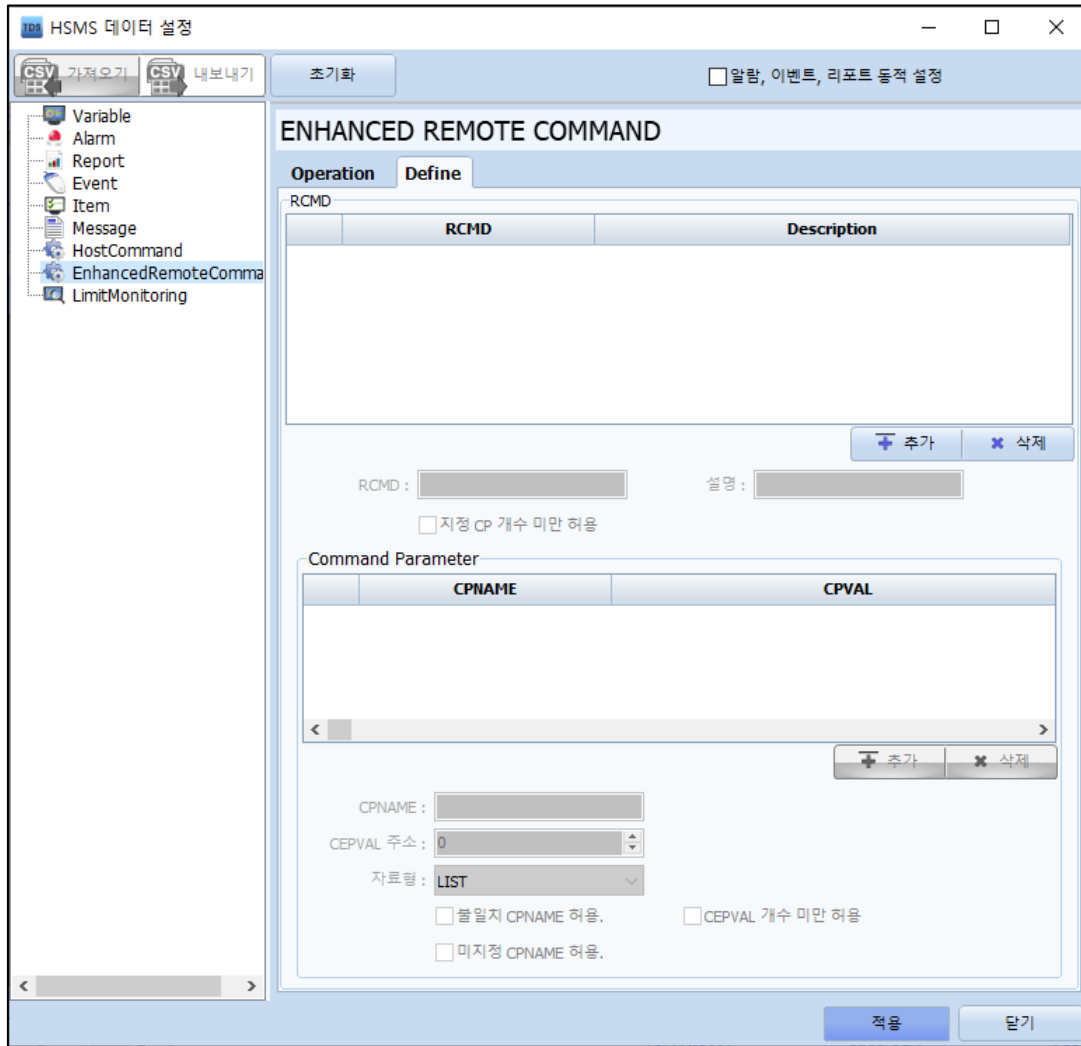 TDS HSMS 데이터 설정
CSV 가져오기 CSV 내보내기 초기화 알람, 이벤트, 리포트 동적 설정
Variable
Alarm
Report
Event
Item
Message
HostCommand
EnhancedRemoteComma
LimitMonitoring
ENHANCED REMOTE COMMAND
Operation Define
RCMD
RCMD Description
추가 삭제
RCMD : 설명 :
지정 CP 개수 미만 허용
Command Parameter
CPNAME CPVAL
추가 삭제
CPNAME :
CEPVAL 주소 : 0
자료형 : LIST
불일치 CPNAME 허용. CEPVAL 개수 미만 허용
미지정 CPNAME 허용.
적용 닫기